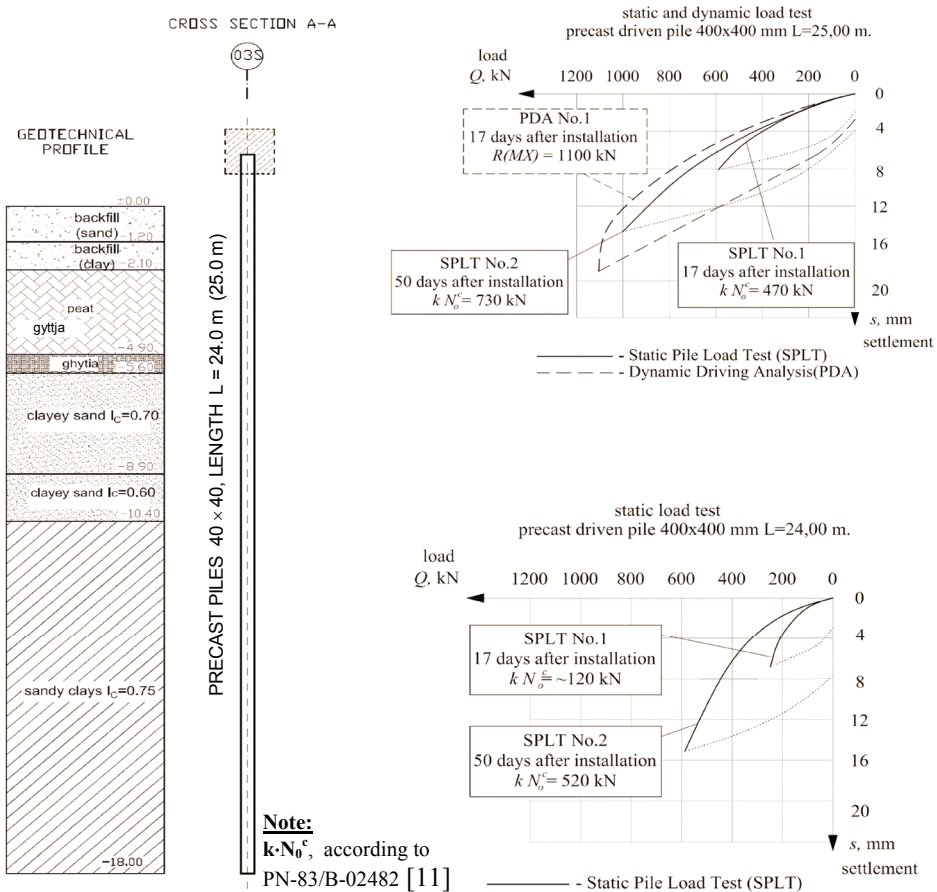 CROSS SECTION A-A
03S
GEOTECHNICAL
PROFILE
±0.00
backfill
(sand)
-1.20
backfill
(clay)
-2.10
peat
gyttja
-4.90
ghytia
-5.60
clayey sand I_C=0.70
-8.90
clayey sand I_C=0.60
-10.40
sandy clays I_C=0.75
-18.00
PRECAST PILES 40 × 40, LENGTH L = 24.0 m (25.0 m)
Note:
k·N₀ᶜ, according to
PN-83/B-02482 [11]
static and dynamic load test
precast driven pile 400x400 mm L=25,00 m.
load
Q, kN
1200 1000 800 600 400 200 0
0
4
8
12
16
20
s, mm
settlement
PDA No.1
17 days after installation
R(MX) = 1100 kN
SPLT No.2
50 days after installation
k Nₒᶜ= 730 kN
SPLT No.1
17 days after installation
k Nₒᶜ= 470 kN
- Static Pile Load Test (SPLT)
- Dynamic Driving Analysis(PDA)
static load test
precast driven pile 400x400 mm L=24,00 m.
load
Q, kN
1200 1000 800 600 400 200 0
0
4
8
12
16
20
s, mm
settlement
SPLT No.1
17 days after installation
k Nₒᶜ= ~120 kN
SPLT No.2
50 days after installation
k Nₒᶜ= 520 kN
- Static Pile Load Test (SPLT)